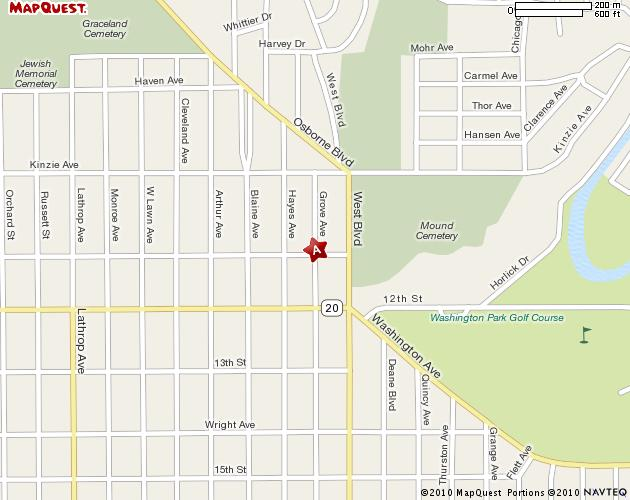 MAPQUEST.
0 200 m
600 ft
Graceland
Cemetery
Whittier Dr
Chicago
Harvey Dr
Mohr Ave
Jewish
Memorial
Cemetery
Haven Ave
West Blvd
Carmel Ave
Clarence Ave
Kinzie Ave
Thor Ave
Cleveland Ave
Osborne Blvd
Hansen Ave
Kinzie Ave
Orchard St
Russett St
Lathrop Ave
Monroe Ave
W Lawn Ave
Arthur Ave
Blaine Ave
Hayes Ave
Grove Ave
West Blvd
Mound
Cemetery
A
Horlick Dr
12th St
20
Washington Park Golf Course
Lathrop Ave
Washington Ave
13th St
Deane Blvd
Quincy Ave
Wright Ave
Thurston Ave
Grange Ave
Flett Ave
15th St
©2010 MapQuest Portions ©2010 NAVTEQ